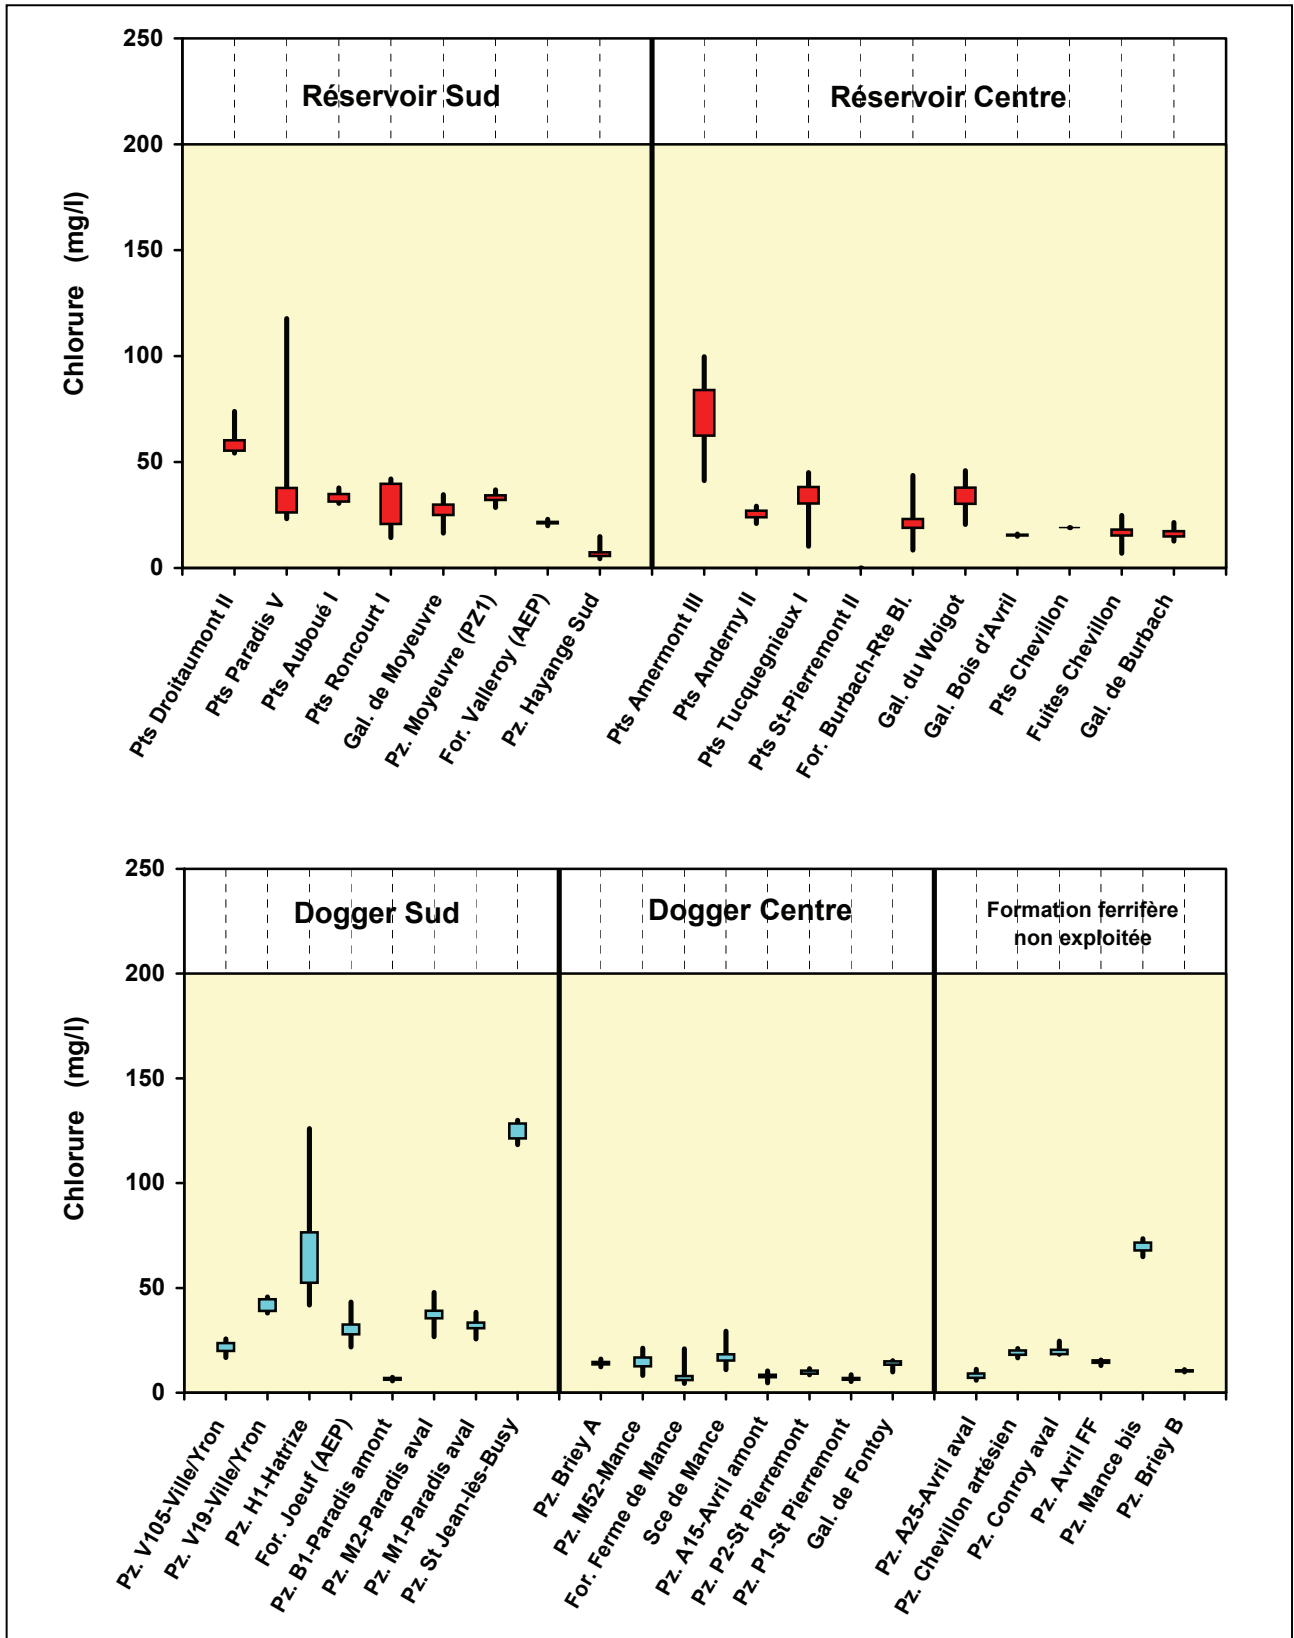 250
200
150
100
50
0
Chlorure (mg/l)
Réservoir Sud
Réservoir Centre
Pts Droitaumont II
Pts Paradis V
Pts Auboué I
Pts Roncourt I
Gal. de Moyeuvre
Pz. Moyeuvre (PZ1)
For. Valleroy (AEP)
Pz. Hayange Sud
Pts Amermont III
Pts Anderny II
Pts Tucquegnieux I
Pts St-Pierremont II
For. Burbach-Rte Bl.
Gal. du Woigot
Gal. Bois d'Avril
Pts Chevillon
Fuites Chevillon
Gal. de Burbach
250
200
150
100
50
0
Chlorure (mg/l)
Dogger Sud
Dogger Centre
Formation ferrifère
non exploitée
Pz. V105-Ville/Yron
Pz. V19-Ville/Yron
Pz. H1-Hatrize
For. Joeuf (AEP)
Pz. B1-Paradis amont
Pz. M2-Paradis aval
Pz. M1-Paradis aval
Pz. St Jean-lès-Busy
Pz. Briey A
Pz. M52-Mance
For. Ferme de Mance
Sce de Mance
Pz. A15-Avril amont
Pz. P2-St Pierremont
Pz. P1-St Pierremont
Gal. de Fontoy
Pz. A25-Avril aval
Pz. Chevillon artésien
Pz. Conroy aval
Pz. Avril FF
Pz. Mance bis
Pz. Briey B